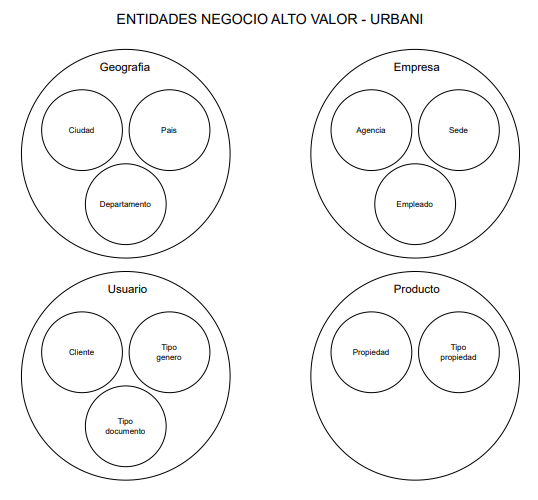 ENTIDADES NEGOCIO ALTO VALOR - URBANI
Geografia
Ciudad
Pais
Departamento
Empresa
Agencia
Sede
Empleado
Usuario
Cliente
Tipo
genero
Tipo
documento
Producto
Propiedad
Tipo
propiedad